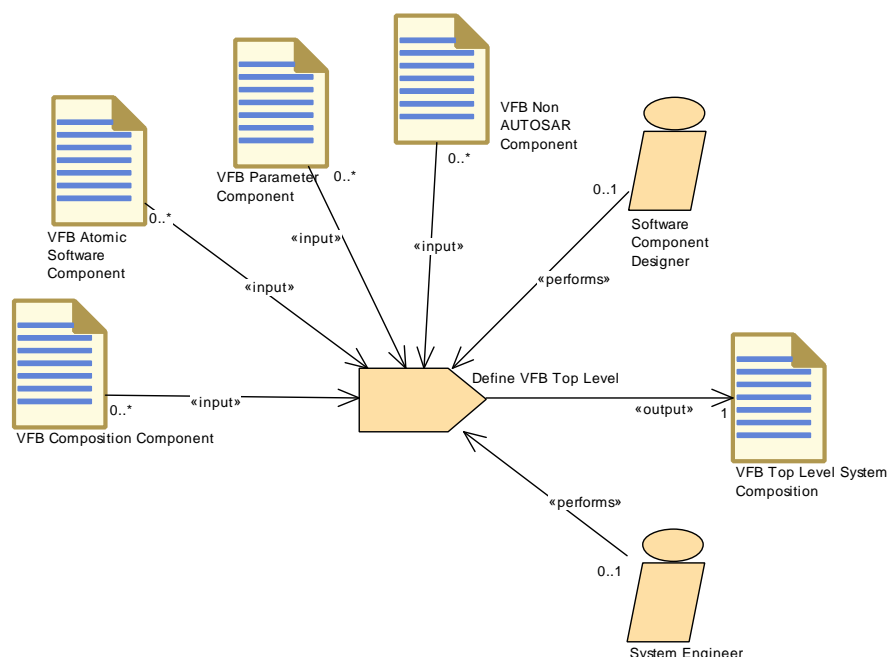 VFB Non
AUTOSAR
Component
0..*
VFB Parameter
Component
0..*
0..1
Software
Component
Designer
0..*
VFB Atomic
Software
Component
«input»
«input»
«input»
«performs»
Define VFB Top Level
0..*
«input»
VFB Composition Component
«output»
1
VFB Top Level System
Composition
«performs»
0..1
System Engineer